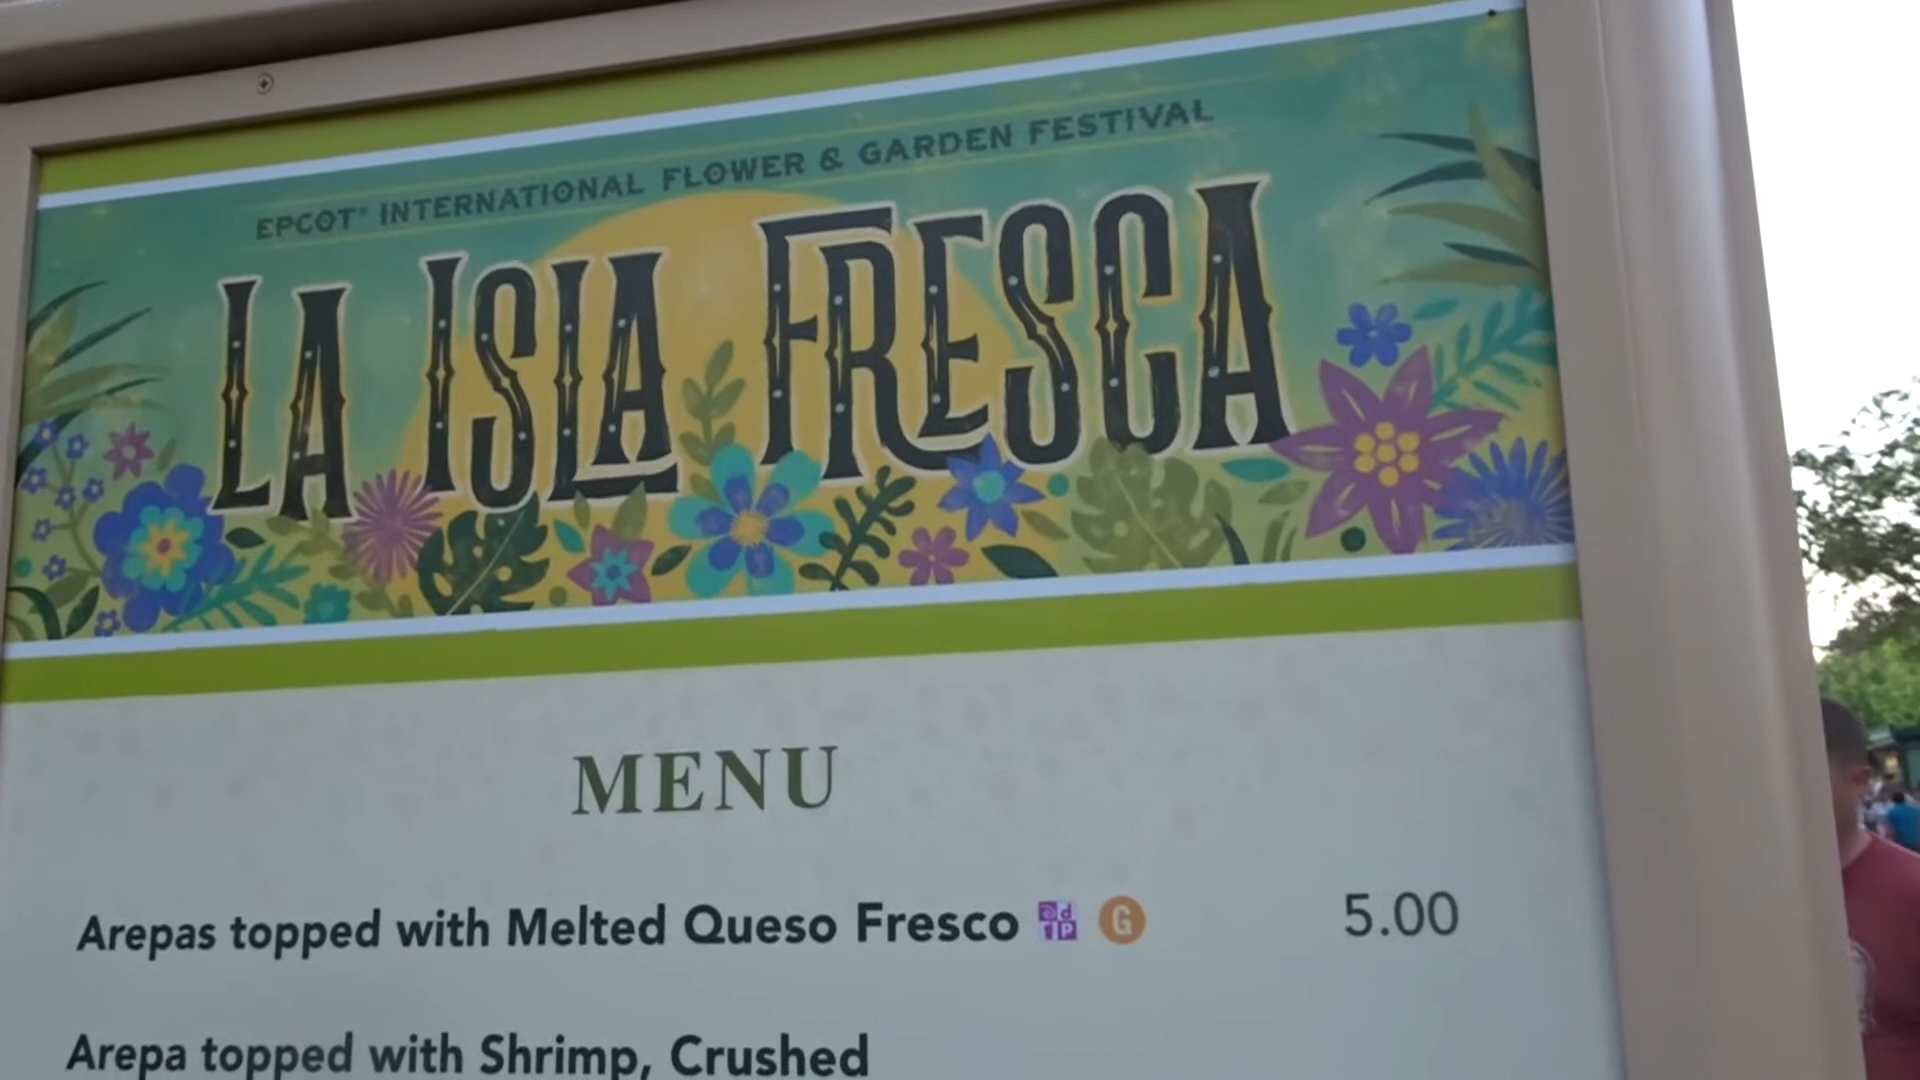 EPCOT® INTERNATIONAL FLOWER & GARDEN FESTIVAL
LA ISLA FRESCA
MENU
Arepas topped with Melted Queso Fresco G 5.00
Arepa topped with Shrimp, Crushed